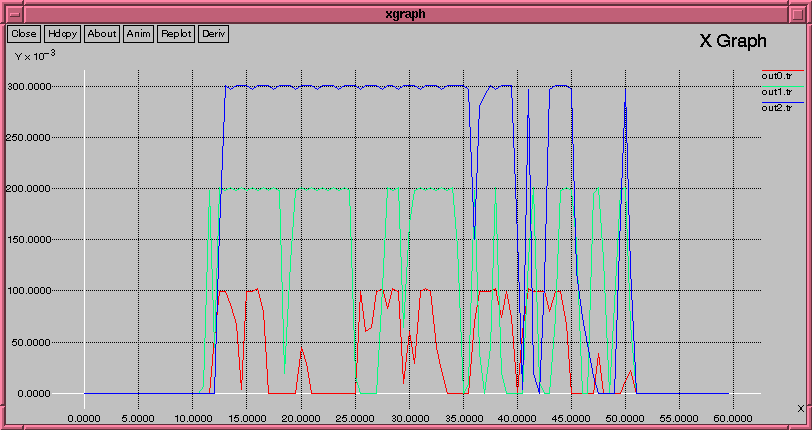 xgraph
Close Hdcpy About Anim Replot Deriv
X Graph
Y x 10-3
out0.tr
out1.tr
out2.tr
300.0000
250.0000
200.0000
150.0000
100.0000
50.0000
0.0000
0.0000 10.0000 15.0000 20.0000 25.0000 30.0000 35.0000 40.0000 45.0000 50.0000 55.0000 60.0000
X